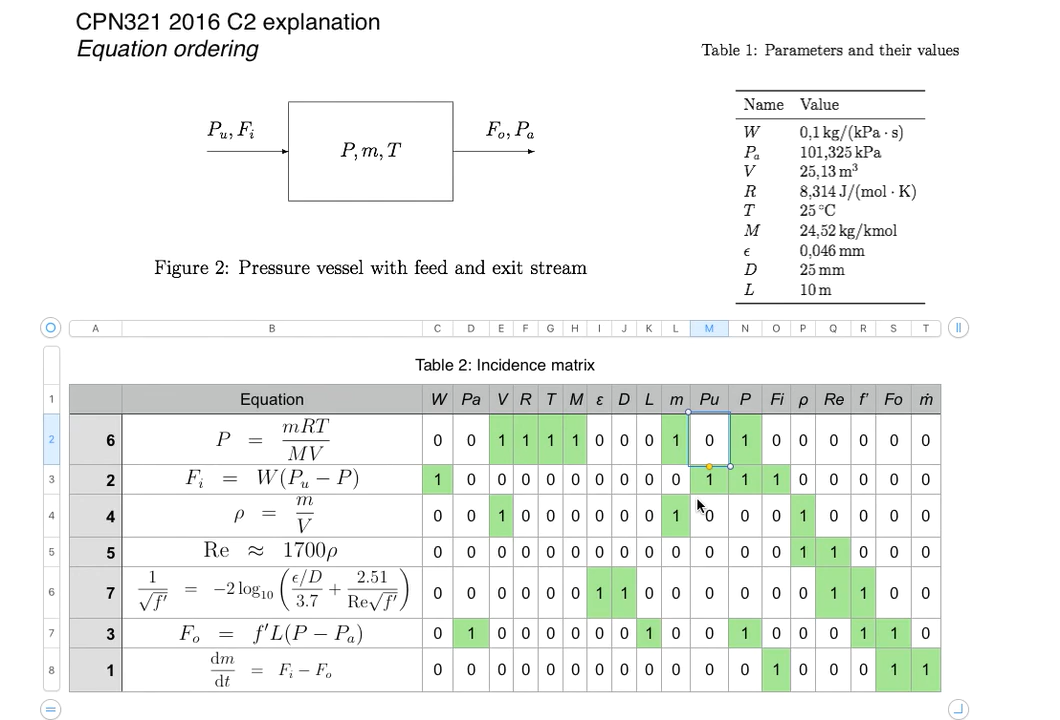 CPN321 2016 C2 explanation
Equation ordering
Table 1: Parameters and their values
Name Value
W 0,1 kg/(kPa · s)
Pₐ 101,325 kPa
V 25,13 m³
R 8,314 J/(mol · K)
T 25 °C
M 24,52 kg/kmol
ϵ 0,046 mm
D 25 mm
L 10 m
Pᵤ, Fᵢ
P, m, T
Fₒ, Pₐ
Figure 2: Pressure vessel with feed and exit stream
A B C D E F G H I J K L M N O P Q R S T
Table 2: Incidence matrix
1 Equation W Pa V R T M ε D L m Pu P Fi ρ Re f' Fo ṁ
2 6 P = mRT/MV 0 0 1 1 1 1 0 0 0 1 0 1 0 0 0 0 0 0
3 2 Fᵢ = W(Pᵤ − P) 1 0 0 0 0 0 0 0 0 0 1 1 1 0 0 0 0 0
4 4 ρ = m/V 0 0 1 0 0 0 0 0 0 1 0 0 0 1 0 0 0 0
5 5 Re ≈ 1700ρ 0 0 0 0 0 0 0 0 0 0 0 0 0 1 1 0 0 0
6 7 1/√f′ = −2 log₁₀ (ϵ/D/3.7 + 2.51/Re√f′) 0 0 0 0 0 0 1 1 0 0 0 0 0 0 1 1 0 0
7 3 Fₒ = f′L(P − Pₐ) 0 1 0 0 0 0 0 0 1 0 0 1 0 0 0 1 1 0
8 1 dm/dt = Fᵢ − Fₒ 0 0 0 0 0 0 0 0 0 0 0 0 1 0 0 0 1 1